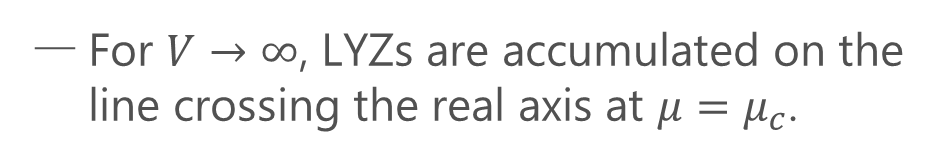 — For 𝑉 → ∞, LYZs are accumulated on the
line crossing the real axis at 𝜇 = 𝜇𝑐.